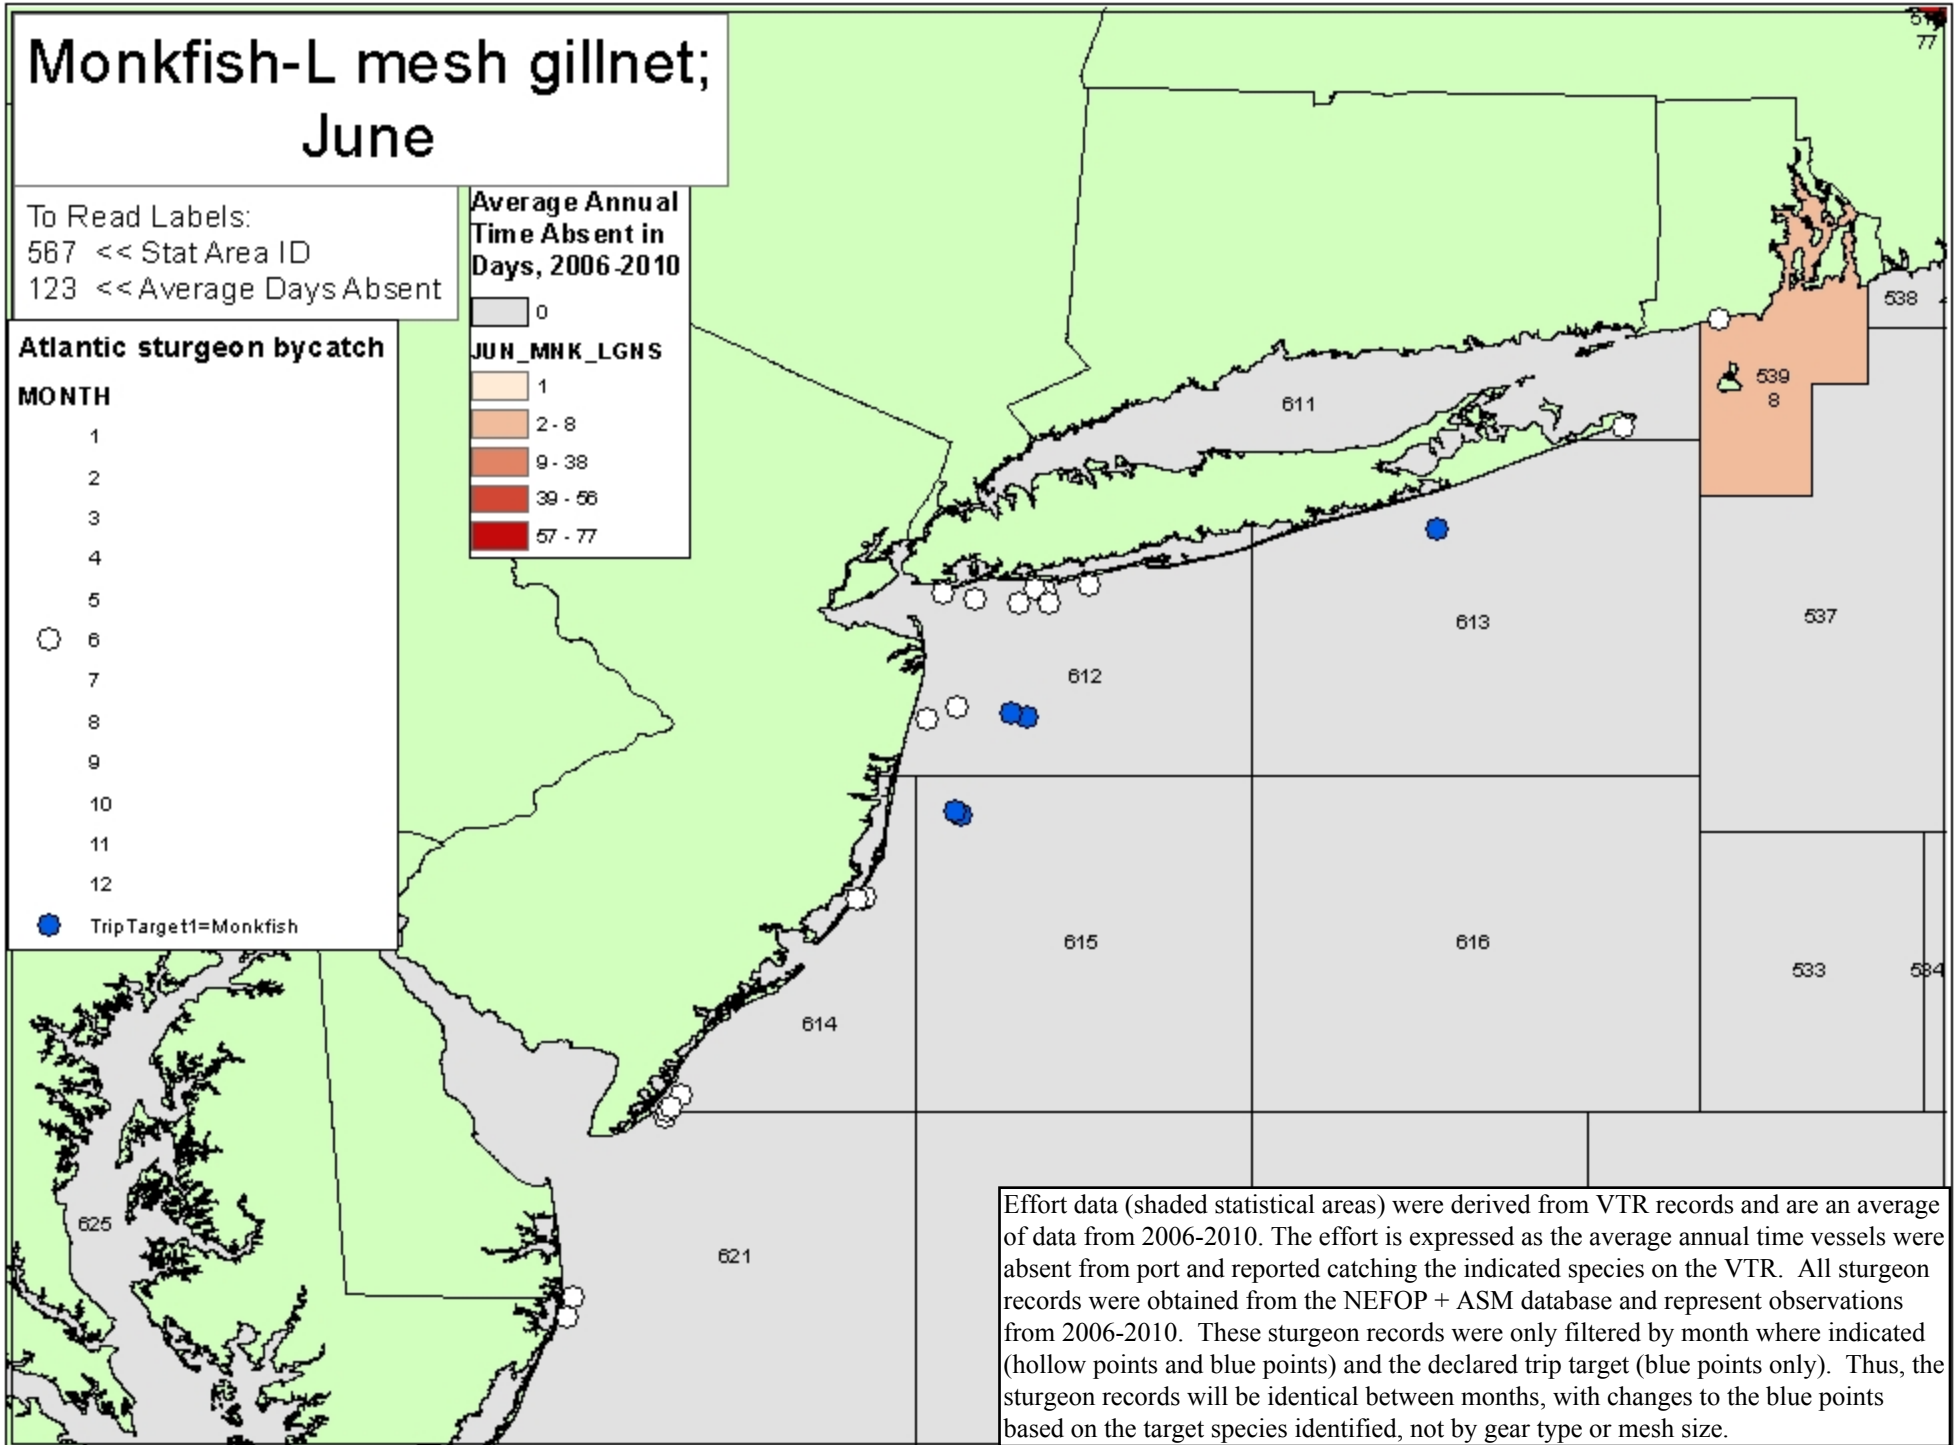 Monkfish-L mesh gillnet;
June
To Read Labels:
567 << Stat Area ID
123 << Average Days Absent
Average Annual
Time Absent in
Days, 2006-2010
0
JUN_MNK_LGNS
1
2 - 8
9 - 38
39 - 56
57 - 77
Atlantic sturgeon bycatch
MONTH
1
2
3
4
5
6
7
8
9
10
11
12
TripTarget1=Monkfish
77
538
539
8
611
613
537
612
615
616
533
534
614
625
621
Effort data (shaded statistical areas) were derived from VTR records and are an average
of data from 2006-2010. The effort is expressed as the average annual time vessels were
absent from port and reported catching the indicated species on the VTR. All sturgeon
records were obtained from the NEFOP + ASM database and represent observations
from 2006-2010. These sturgeon records were only filtered by month where indicated
(hollow points and blue points) and the declared trip target (blue points only). Thus, the
sturgeon records will be identical between months, with changes to the blue points
based on the target species identified, not by gear type or mesh size.